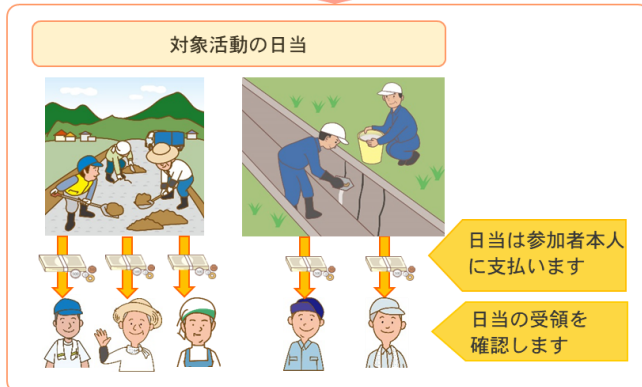 対象活動の日当
日当は参加者本人
に支払います
日当の受領を
確認します